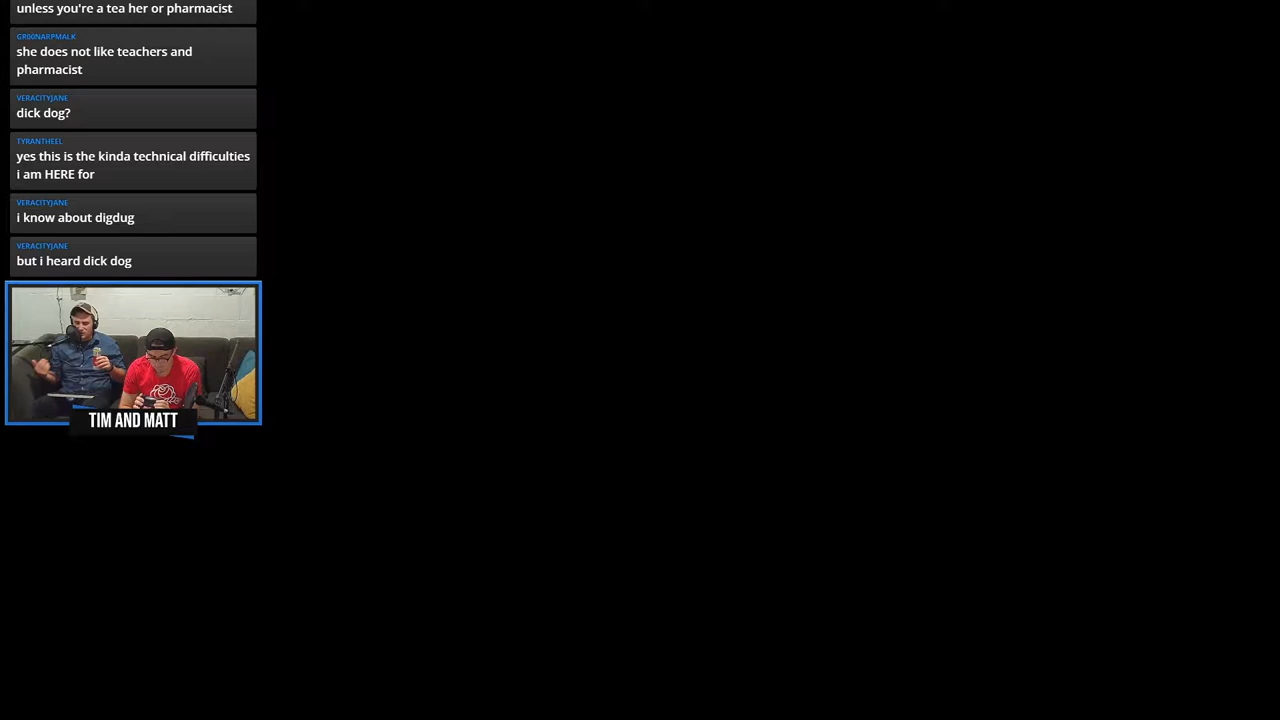 unless you're a tea her or pharmacist
GR00NARPMALK
she does not like teachers and
pharmacist
VERACITYJANE
dick dog?
TYRANTHEEL
yes this is the kinda technical difficulties
i am HERE for
VERACITYJANE
i know about digdug
VERACITYJANE
but i heard dick dog
TIM AND MATT